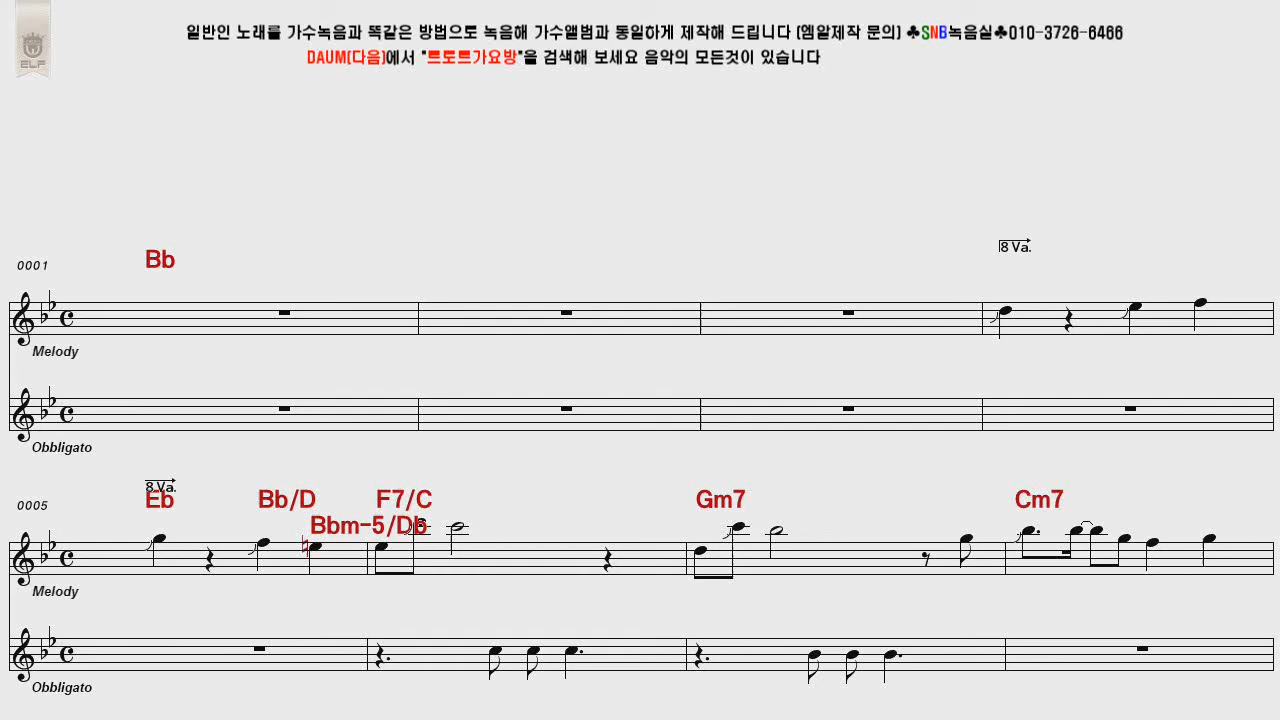 일반인 노래를 가수녹음과 똑같은 방법으로 녹음해 가수앨범과 동일하게 제작해 드립니다 (엠알제작 문의) ♣SNB녹음실♣010-3726-6466
DAUM(다음)에서 "트로트가요방"을 검색해 보세요 음악의 모든것이 있습니다
ELF
8 Va.
0001 Bb
Melody
Obbligato
8 Va.
0005 Eb Bb/D F7/C Gm7 Cm7
Bbm-5/Db
Melody
Obbligato